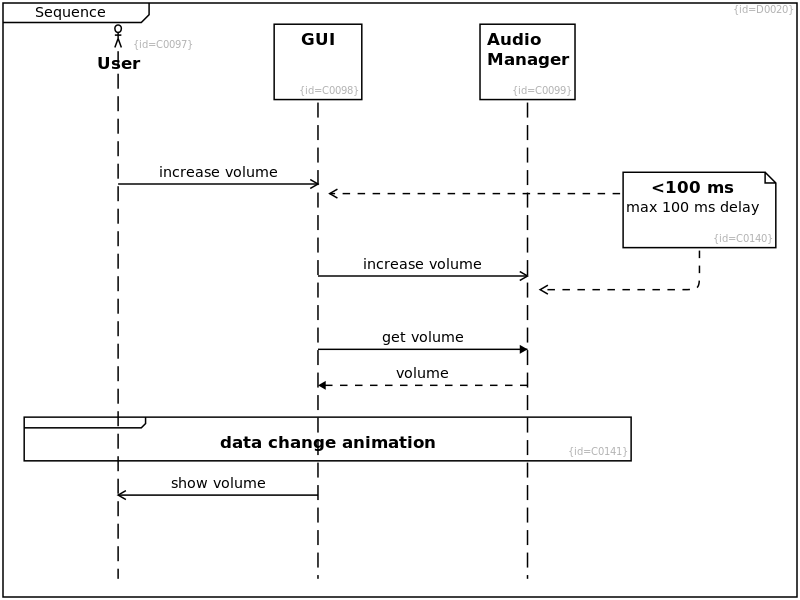 Sequence
{id=D0020}
{id=C0097}
User
GUI
{id=C0098}
Audio
Manager
{id=C0099}
increase volume
<100 ms
max 100 ms delay
{id=C0140}
increase volume
get volume
volume
data change animation
{id=C0141}
show volume